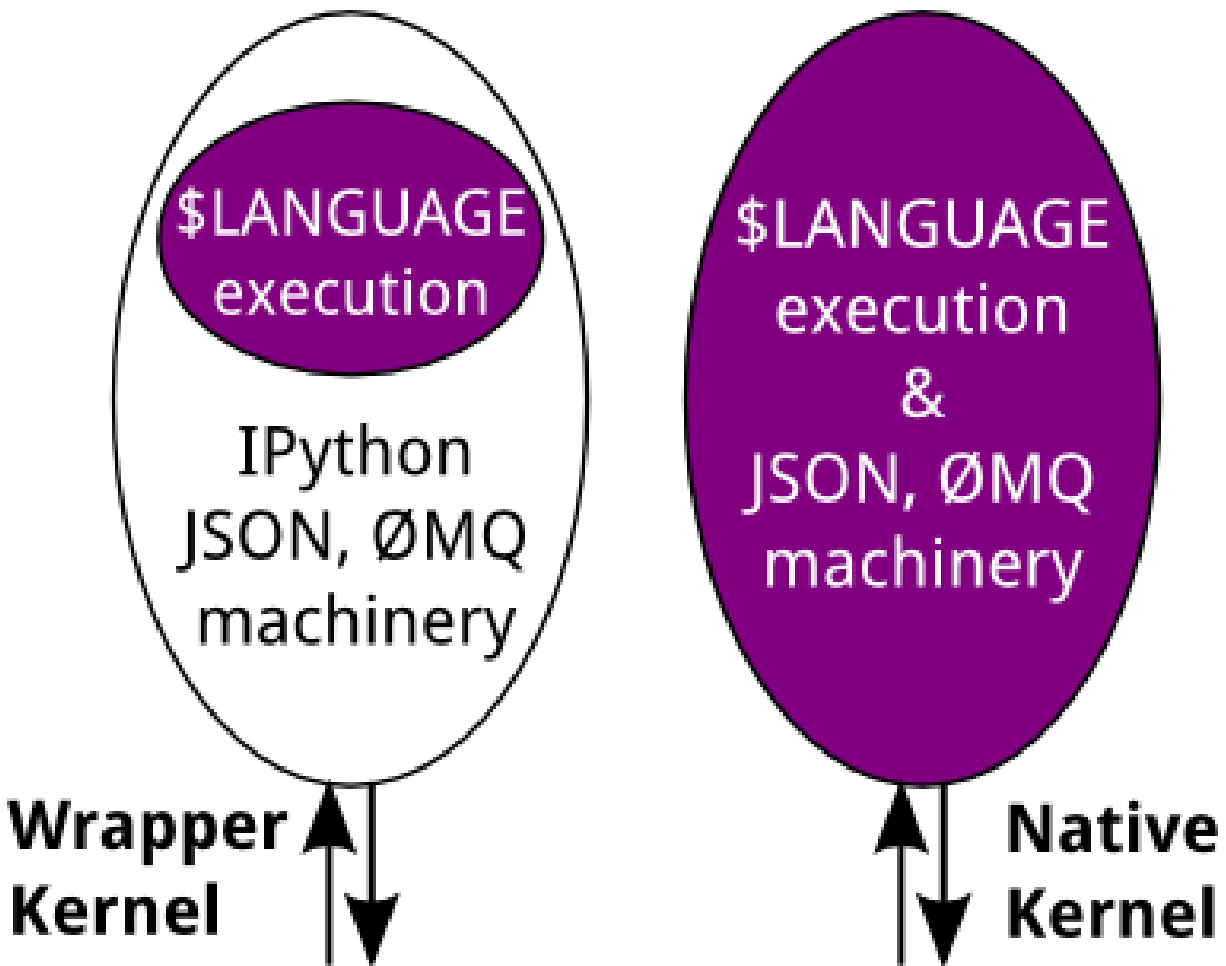 $LANGUAGE
execution
IPython
JSON, ØMQ
machinery
Wrapper
Kernel
$LANGUAGE
execution
&
JSON, ØMQ
machinery
Native
Kernel